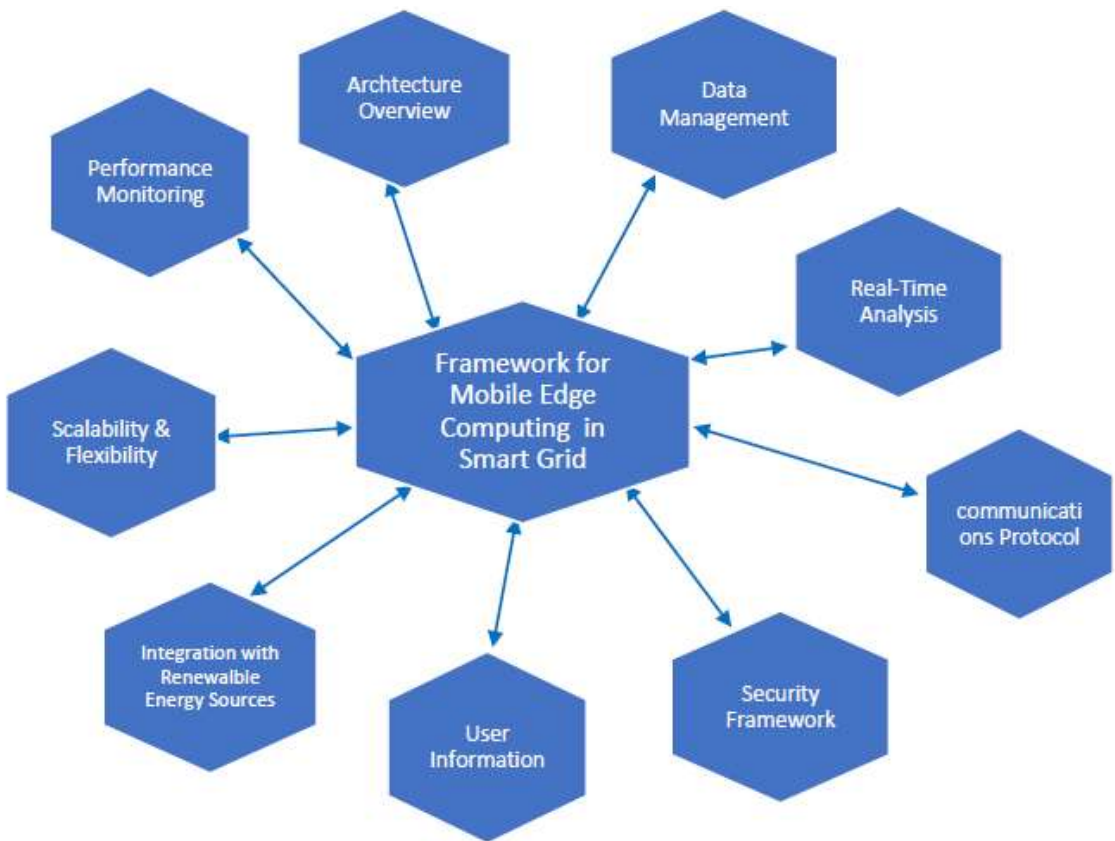 Archtecture
Overview
Data
Management
Performance
Monitoring
Real-Time
Analysis
Framework for
Mobile Edge
Computing in
Smart Grid
Scalability &
Flexibility
communicati
ons Protocol
Integration with
Renewalble
Energy Sources
Security
Framework
User
Information